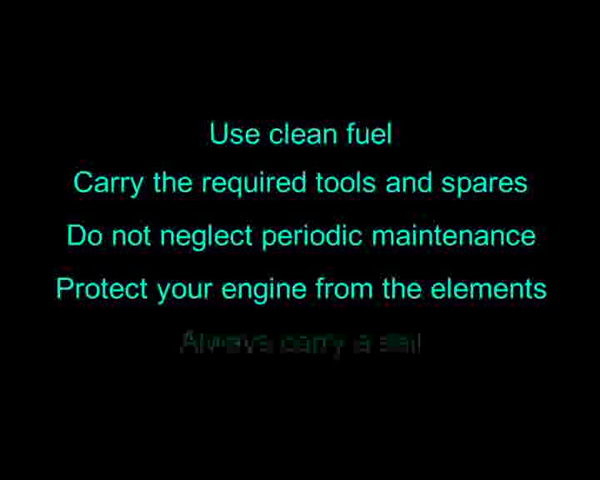 Use clean fuel
Carry the required tools and spares
Do not neglect periodic maintenance
Protect your engine from the elements
Always carry a sail